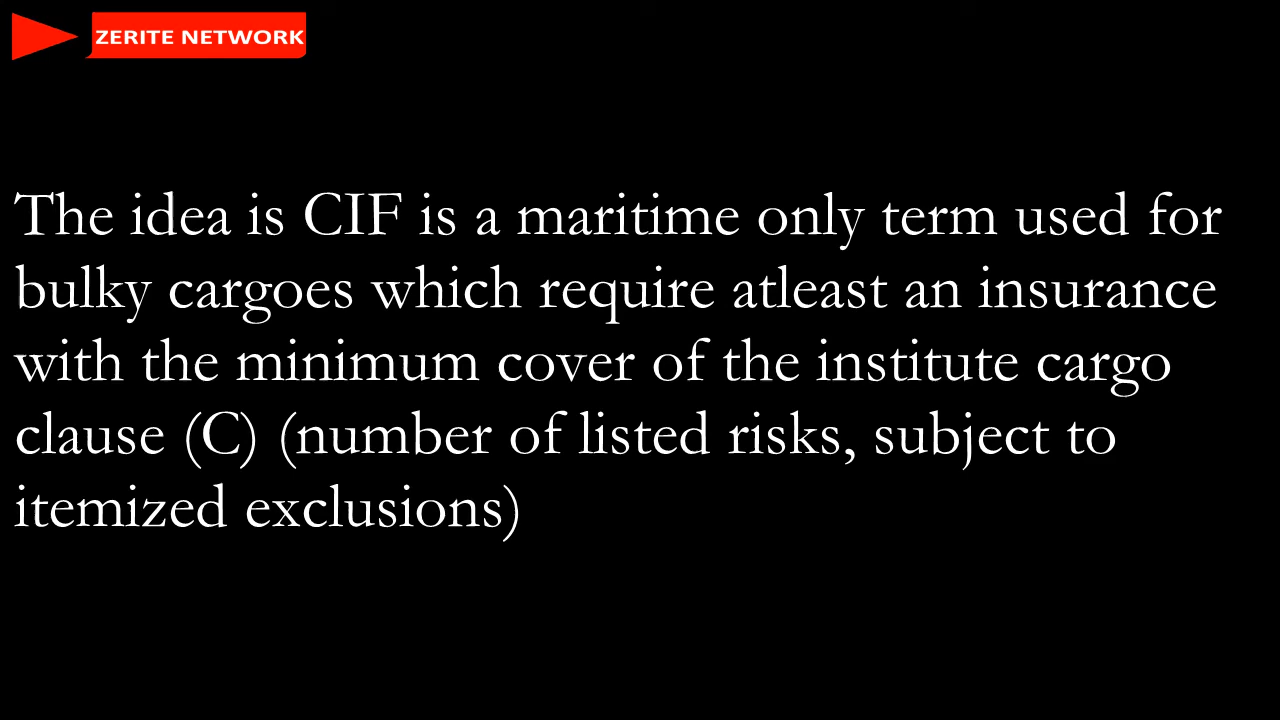 ZERITE NETWORK
The idea is CIF is a maritime only term used for
bulky cargoes which require atleast an insurance
with the minimum cover of the institute cargo
clause (C) (number of listed risks, subject to
itemized exclusions)